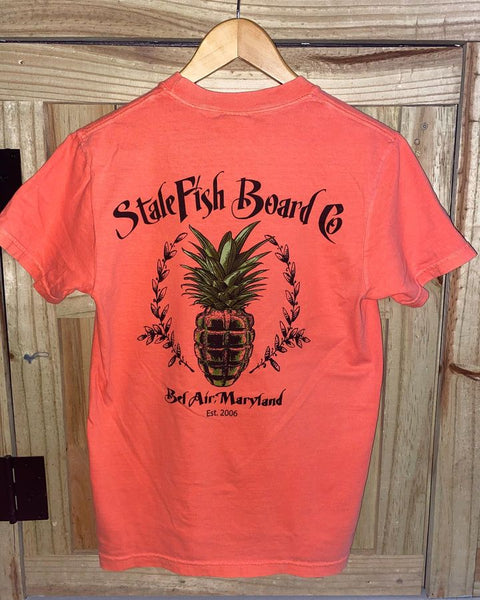 StaleFish Board Co
Bel Air, Maryland
Est. 2006